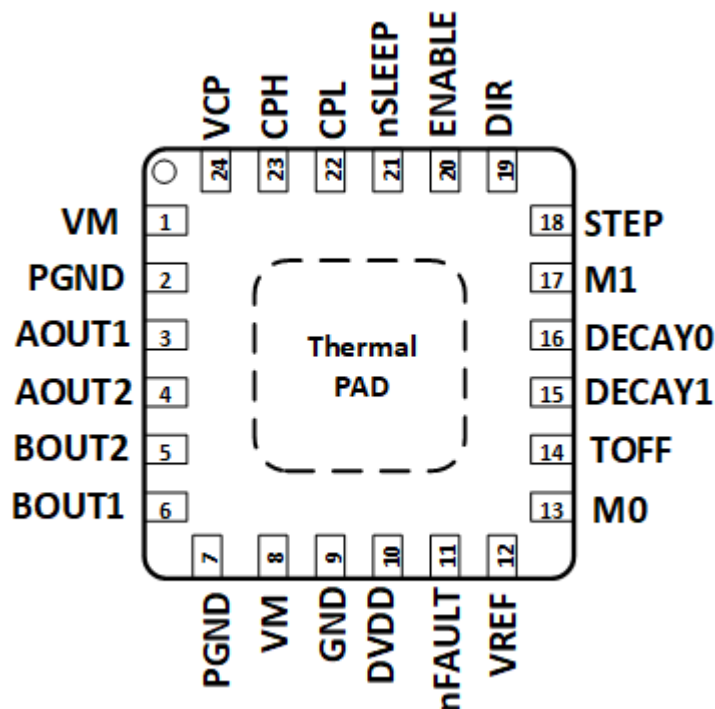 VCP
CPH
CPL
nSLEEP
ENABLE
DIR
24
23
22
21
20
19
VM 1
PGND 2
AOUT1 3
AOUT2 4
BOUT2 5
BOUT1 6
Thermal
PAD
18 STEP
17 M1
16 DECAY0
15 DECAY1
14 TOFF
13 M0
7
8
9
10
11
12
PGND
VM
GND
DVDD
nFAULT
VREF